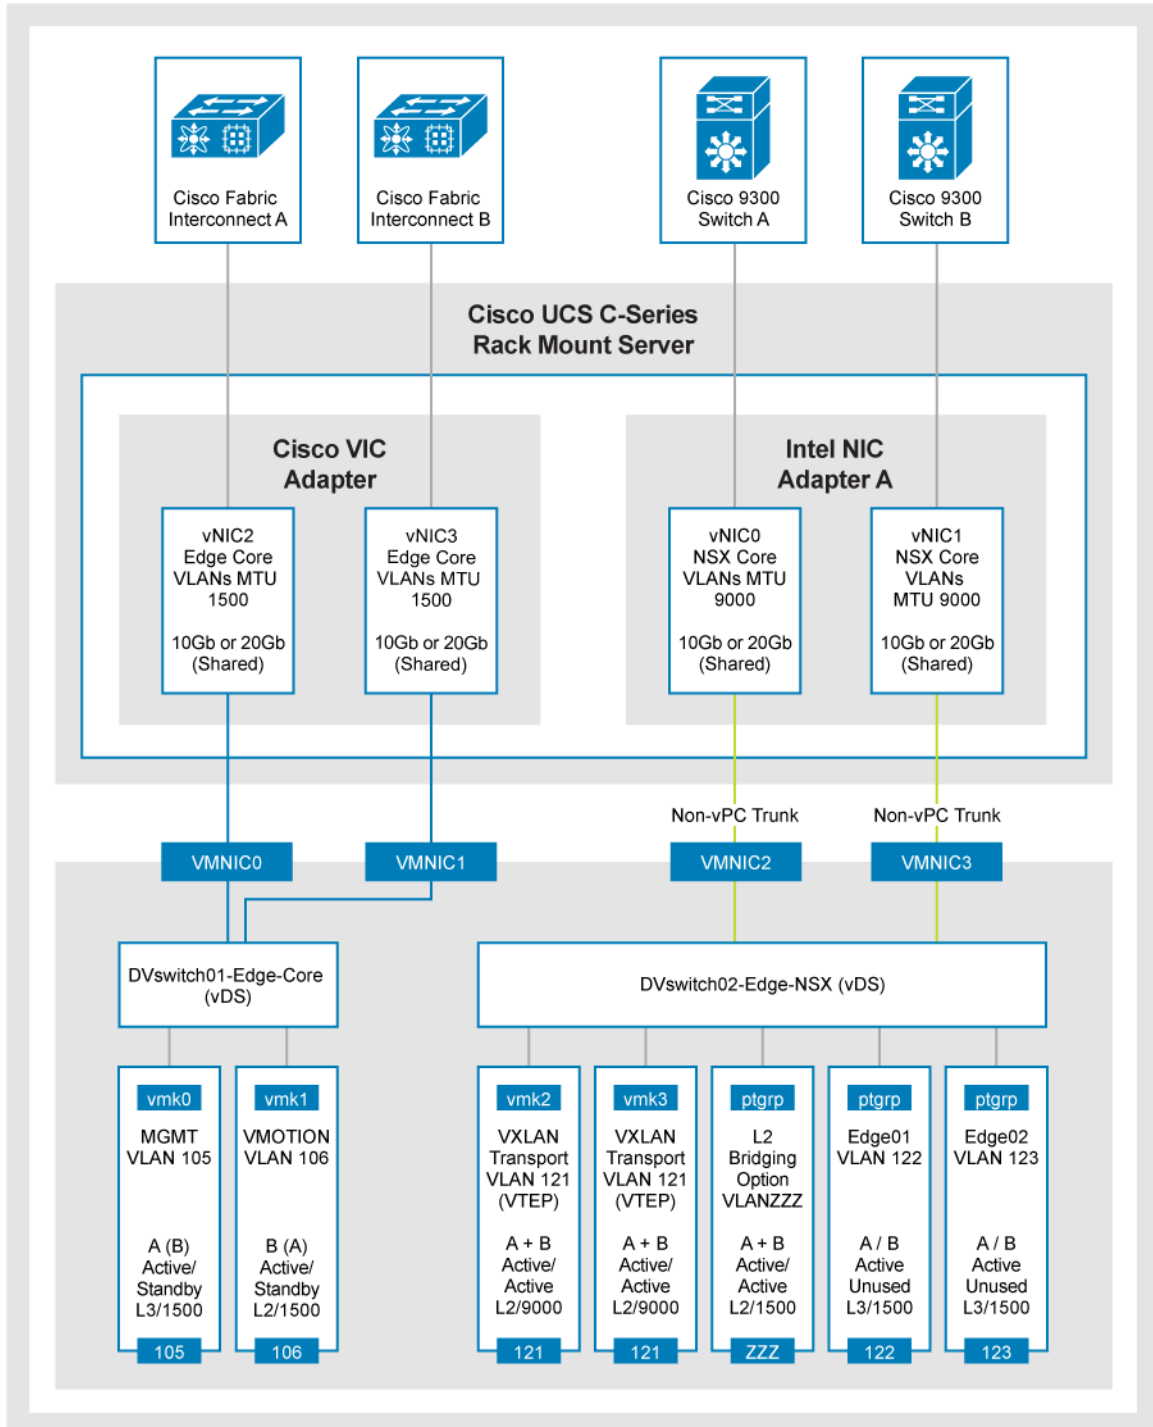 Cisco Fabric
Interconnect A
Cisco Fabric
Interconnect B
Cisco 9300
Switch A
Cisco 9300
Switch B
Cisco UCS C-Series
Rack Mount Server
Cisco VIC
Adapter
Intel NIC
Adapter A
vNIC2
Edge Core
VLANs MTU
1500
10Gb or 20Gb
(Shared)
vNIC3
Edge Core
VLANs MTU
1500
10Gb or 20Gb
(Shared)
vNIC0
NSX Core
VLANs MTU
9000
10Gb or 20Gb
(Shared)
vNIC1
NSX Core
VLANs
MTU 9000
10Gb or 20Gb
(Shared)
Non-vPC Trunk
Non-vPC Trunk
VMNIC0
VMNIC1
VMNIC2
VMNIC3
DVswitch01-Edge-Core
(vDS)
DVswitch02-Edge-NSX (vDS)
vmk0
MGMT
VLAN 105
A (B)
Active/
Standby
L3/1500
105
vmk1
VMOTION
VLAN 106
B (A)
Active/
Standby
L2/1500
106
vmk2
VXLAN
Transport
VLAN 121
(VTEP)
A + B
Active/
Active
L2/9000
121
vmk3
VXLAN
Transport
VLAN 121
(VTEP)
A + B
Active/
Active
L2/9000
121
ptgrp
L2
Bridging
Option
VLANZZZ
A + B
Active/
Active
L2/1500
ZZZ
ptgrp
Edge01
VLAN 122
A / B
Active
Unused
L3/1500
122
ptgrp
Edge02
VLAN 123
A / B
Active
Unused
L3/1500
123